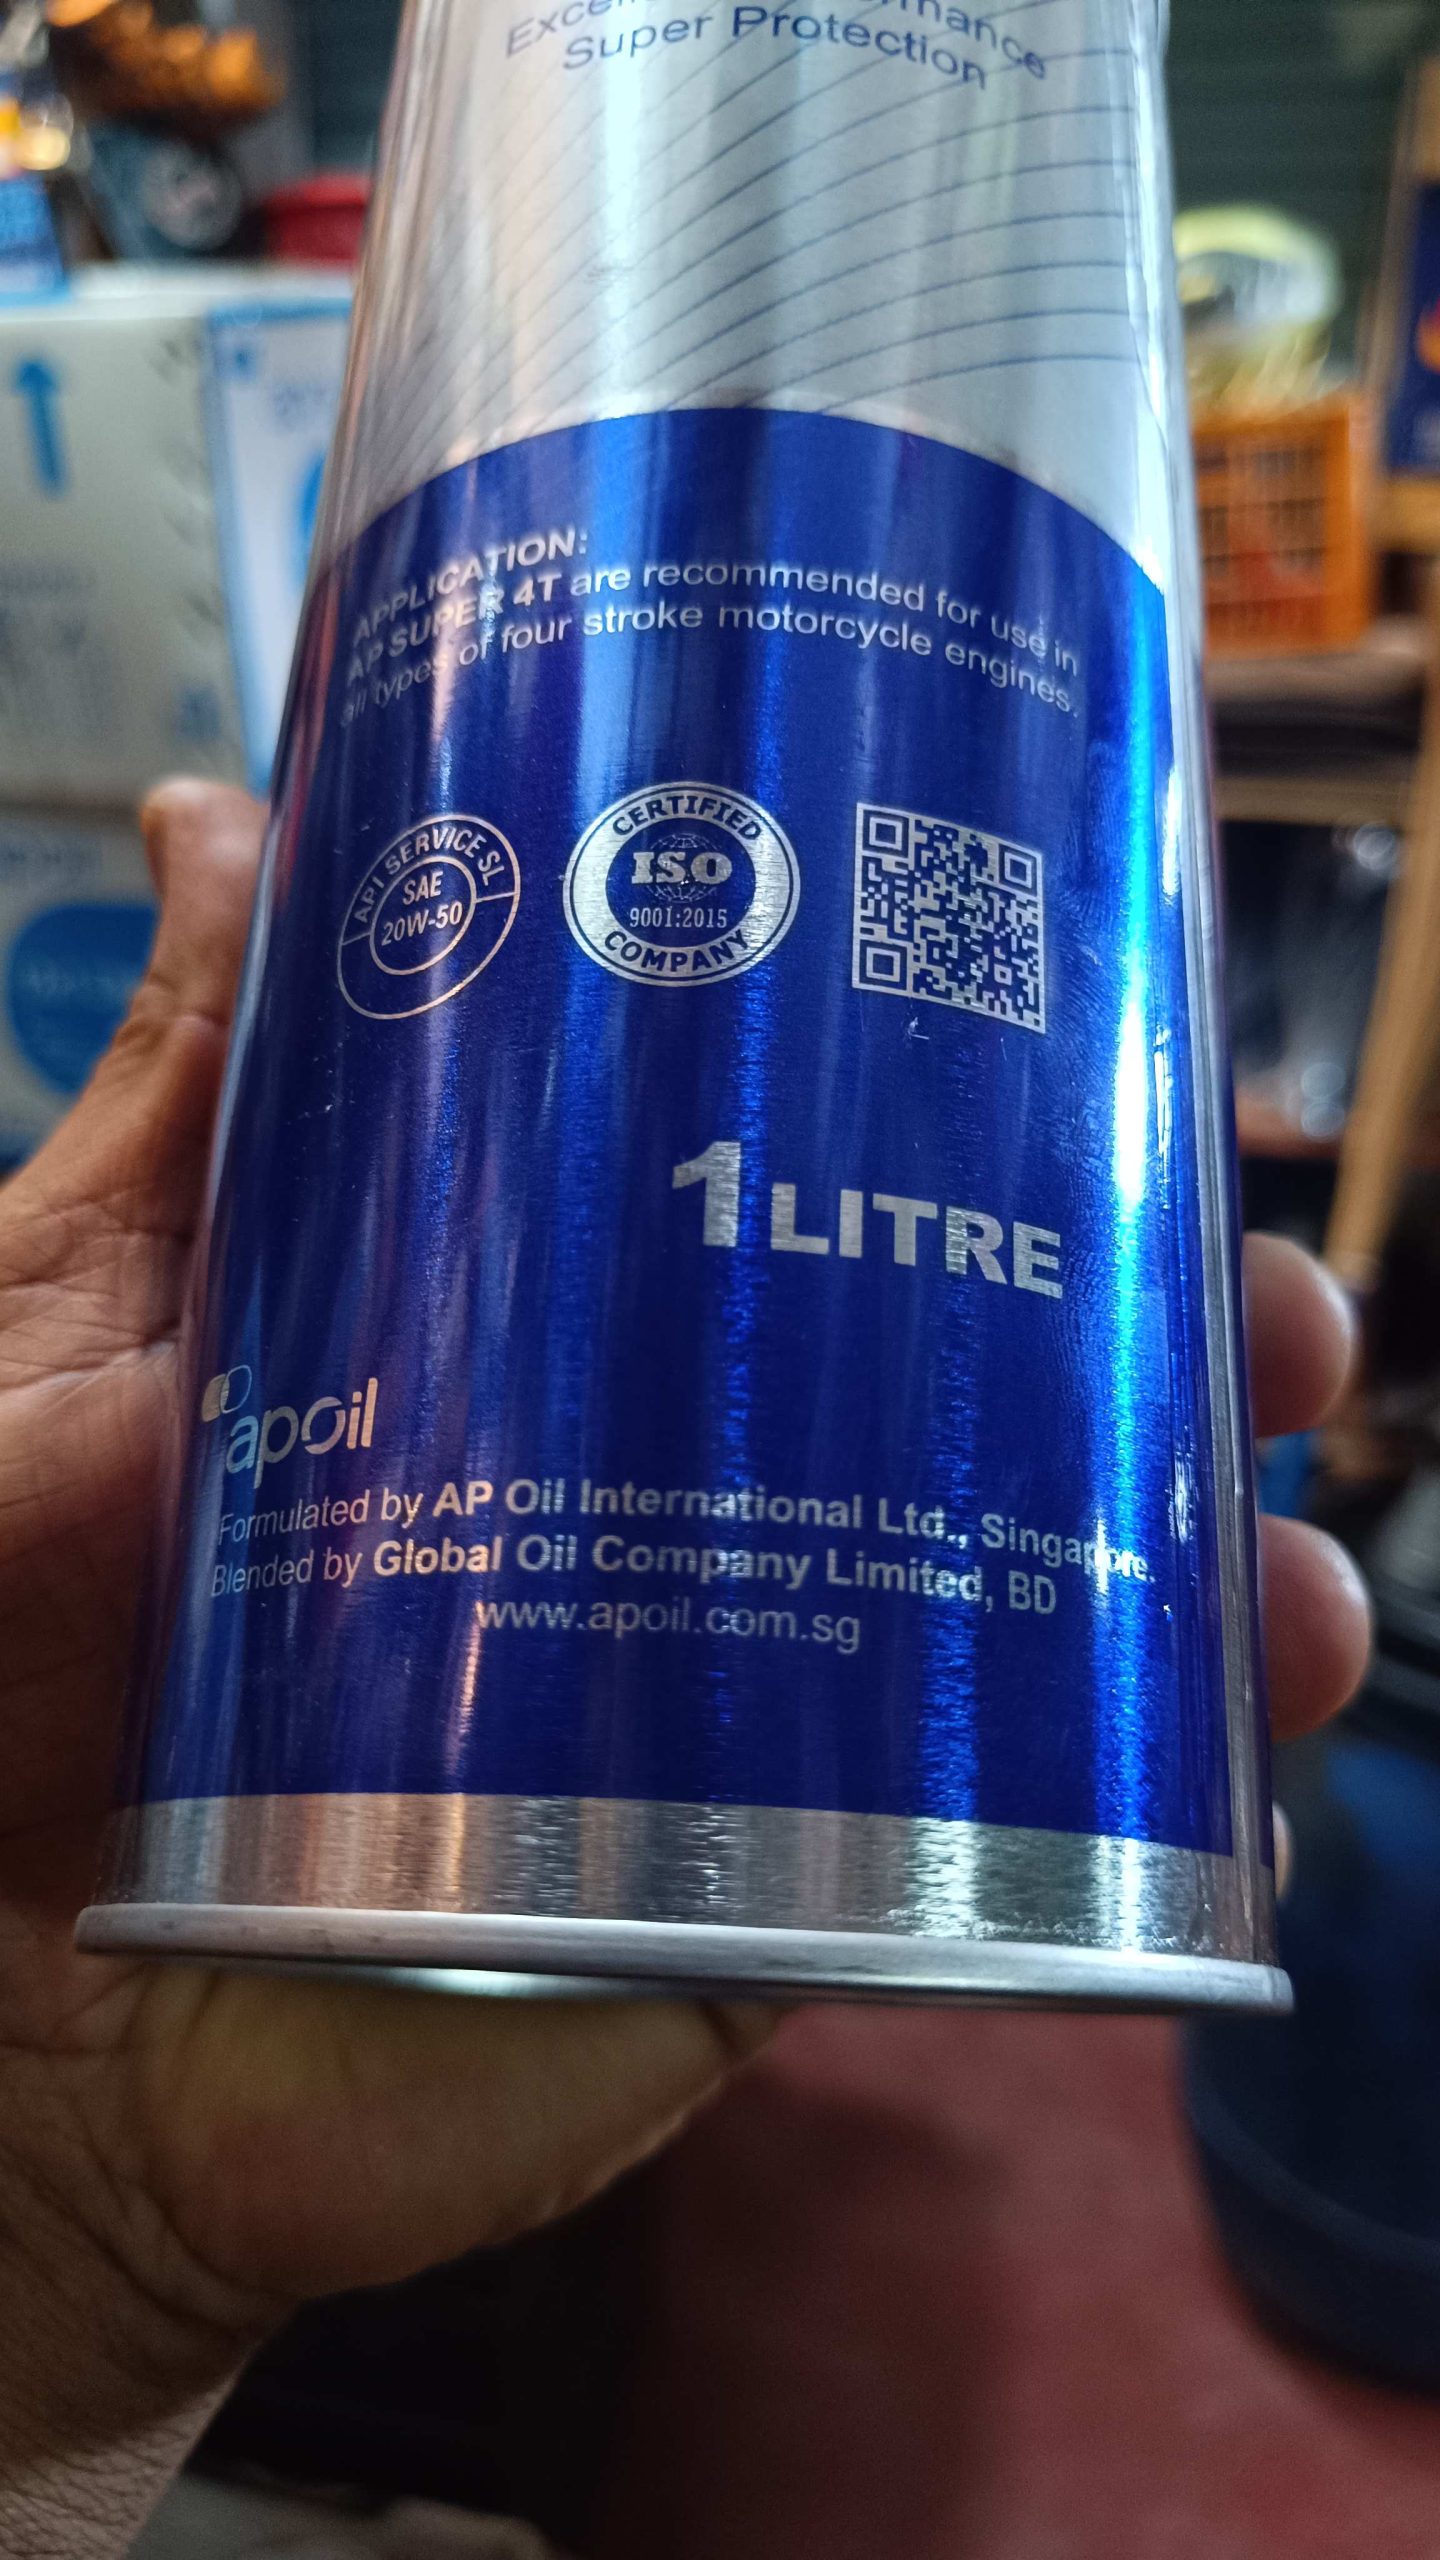 Super Protection
APPLICATION:
AP SUPER 4T are recommended for use in
all types of four stroke motorcycle engines.
API SERVICE SL
SAE
20W-50
CERTIFIED
ISO
9001:2015
COMPANY
1 LITRE
apoil
Formulated by AP Oil International Ltd., Singapore.
Blended by Global Oil Company Limited, BD
www.apoil.com.sg